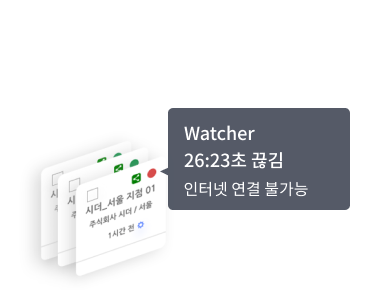 Watcher
26:23초 끊김
인터넷 연결 불가능
시더_서울 지점 01
주식회사 시더 / 서울
1시간 전